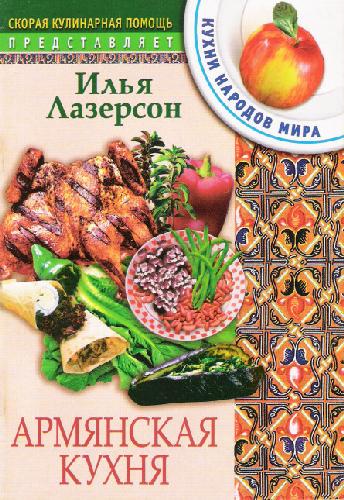 СКОРАЯ КУЛИНАРНАЯ ПОМОЩЬ
ПРЕДСТАВЛЯЕТ
КУХНИ НАРОДОВ МИРА
Илья
Лазерсон
АРМЯНСКАЯ
КУХНЯ